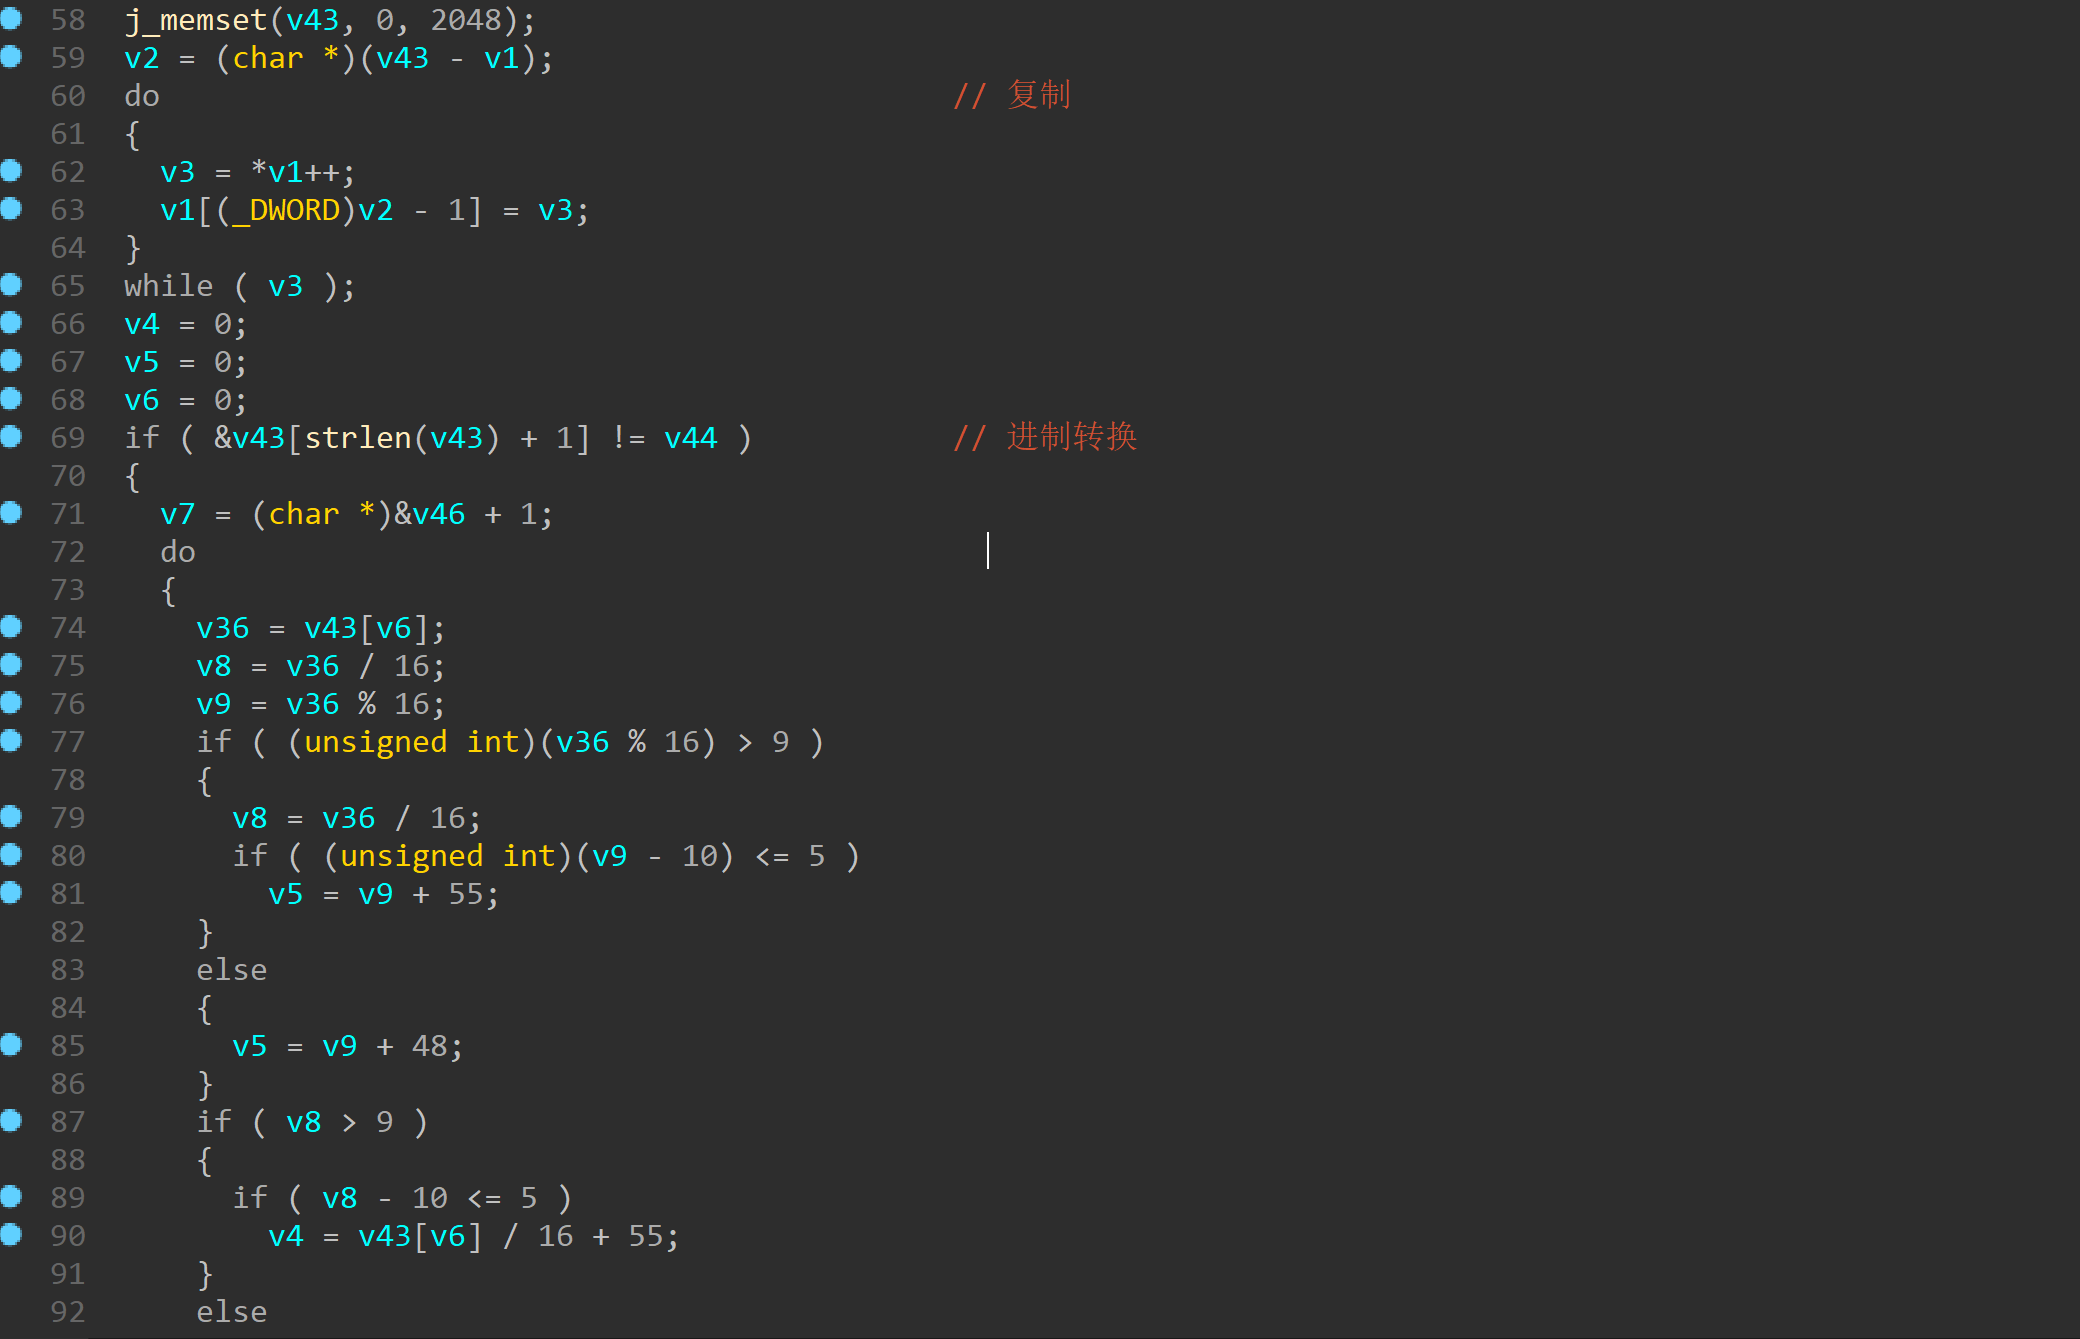 58 j_memset(v43, 0, 2048);
59 v2 = (char *)(v43 - v1);
60 do // 复制
61 {
62 v3 = *v1++;
63 v1[(_DWORD)v2 - 1] = v3;
64 }
65 while ( v3 );
66 v4 = 0;
67 v5 = 0;
68 v6 = 0;
69 if ( &v43[strlen(v43) + 1] != v44 ) // 进制转换
70 {
71 v7 = (char *)&v46 + 1;
72 do
73 {
74 v36 = v43[v6];
75 v8 = v36 / 16;
76 v9 = v36 % 16;
77 if ( (unsigned int)(v36 % 16) > 9 )
78 {
79 v8 = v36 / 16;
80 if ( (unsigned int)(v9 - 10) <= 5 )
81 v5 = v9 + 55;
82 }
83 else
84 {
85 v5 = v9 + 48;
86 }
87 if ( v8 > 9 )
88 {
89 if ( v8 - 10 <= 5 )
90 v4 = v43[v6] / 16 + 55;
91 }
92 else